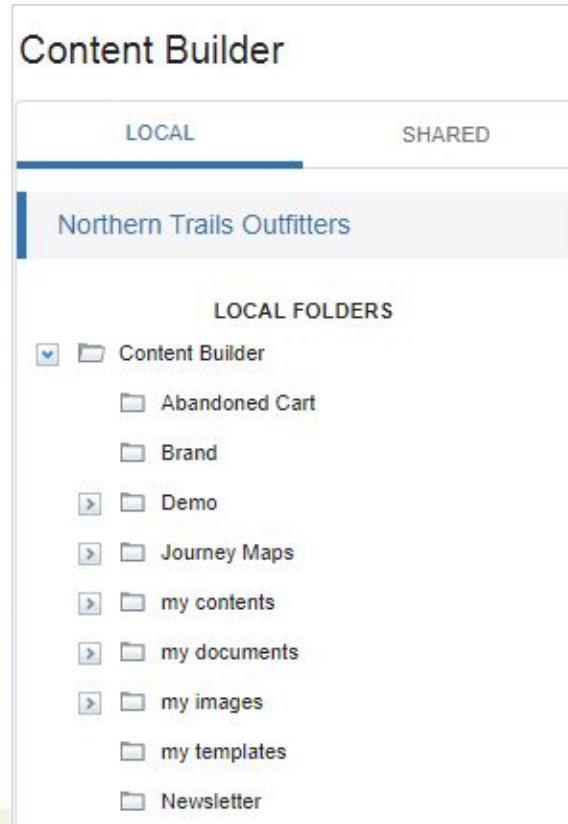 Content Builder
LOCAL SHARED
Northern Trails Outfitters
LOCAL FOLDERS
Content Builder
Abandoned Cart
Brand
Demo
Journey Maps
my contents
my documents
my images
my templates
Newsletter